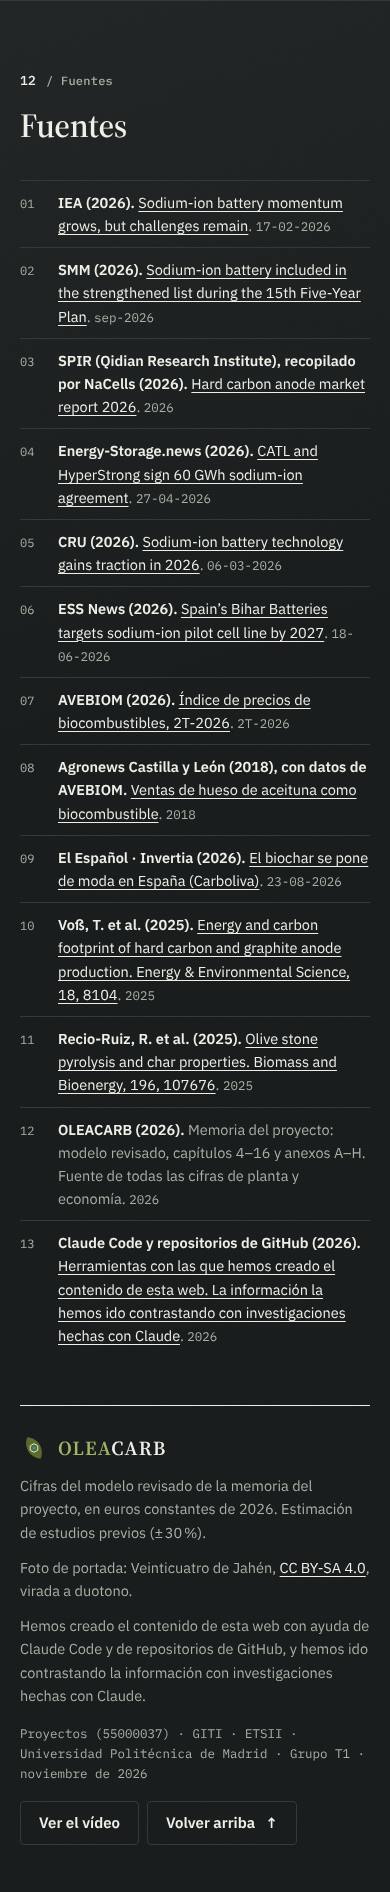 12 / Fuentes
Fuentes
01 IEA (2026). Sodium-ion battery momentum
grows, but challenges remain. 17-02-2026
02 SMM (2026). Sodium-ion battery included in
the strengthened list during the 15th Five-Year
Plan. sep-2026
03 SPIR (Qidian Research Institute), recopilado
por NaCells (2026). Hard carbon anode market
report 2026. 2026
04 Energy-Storage.news (2026). CATL and
HyperStrong sign 60 GWh sodium-ion
agreement. 27-04-2026
05 CRU (2026). Sodium-ion battery technology
gains traction in 2026. 06-03-2026
06 ESS News (2026). Spain’s Bihar Batteries
targets sodium-ion pilot cell line by 2027. 18-
06-2026
07 AVEBIOM (2026). Índice de precios de
biocombustibles, 2T-2026. 2T-2026
08 Agronews Castilla y León (2018), con datos de
AVEBIOM. Ventas de hueso de aceituna como
biocombustible. 2018
09 El Español · Invertia (2026). El biochar se pone
de moda en España (Carboliva). 23-08-2026
10 Voß, T. et al. (2025). Energy and carbon
footprint of hard carbon and graphite anode
production. Energy & Environmental Science,
18, 8104. 2025
11 Recio-Ruiz, R. et al. (2025). Olive stone
pyrolysis and char properties. Biomass and
Bioenergy, 196, 107676. 2025
12 OLEACARB (2026). Memoria del proyecto:
modelo revisado, capítulos 4–16 y anexos A–H.
Fuente de todas las cifras de planta y
economía. 2026
13 Claude Code y repositorios de GitHub (2026).
Herramientas con las que hemos creado el
contenido de esta web. La información la
hemos ido contrastando con investigaciones
hechas con Claude. 2026
OLEACARB
Cifras del modelo revisado de la memoria del
proyecto, en euros constantes de 2026. Estimación
de estudios previos (±30 %).
Foto de portada: Veinticuatro de Jahén, CC BY-SA 4.0,
virada a duotono.
Hemos creado el contenido de esta web con ayuda de
Claude Code y de repositorios de GitHub, y hemos ido
contrastando la información con investigaciones
hechas con Claude.
Proyectos (55000037) · GITI · ETSII ·
Universidad Politécnica de Madrid · Grupo T1 ·
noviembre de 2026
Ver el vídeo Volver arriba ↑